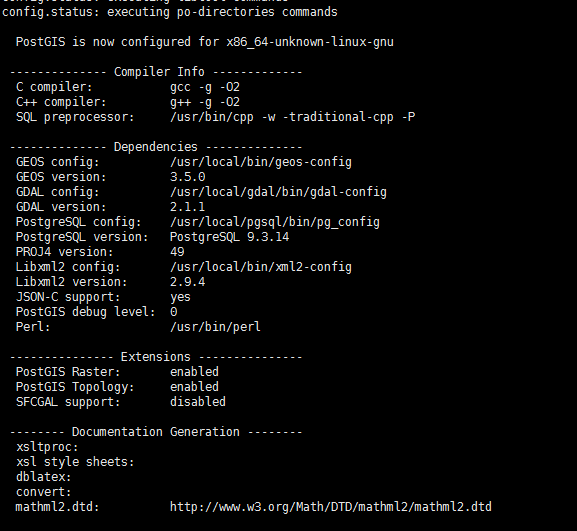 config.status: executing po-directories commands
PostGIS is now configured for x86_64-unknown-linux-gnu
-------------- Compiler Info -------------
C compiler: gcc -g -O2
C++ compiler: g++ -g -O2
SQL preprocessor: /usr/bin/cpp -w -traditional-cpp -P
-------------- Dependencies --------------
GEOS config: /usr/local/bin/geos-config
GEOS version: 3.5.0
GDAL config: /usr/local/gdal/bin/gdal-config
GDAL version: 2.1.1
PostgreSQL config: /usr/local/pgsql/bin/pg_config
PostgreSQL version: PostgreSQL 9.3.14
PROJ4 version: 49
Libxml2 config: /usr/local/bin/xml2-config
Libxml2 version: 2.9.4
JSON-C support: yes
PostGIS debug level: 0
Perl: /usr/bin/perl
--------------- Extensions ---------------
PostGIS Raster: enabled
PostGIS Topology: enabled
SFCGAL support: disabled
-------- Documentation Generation --------
xsltproc:
xsl style sheets:
dblatex:
convert:
mathml2.dtd: http://www.w3.org/Math/DTD/mathml2/mathml2.dtd